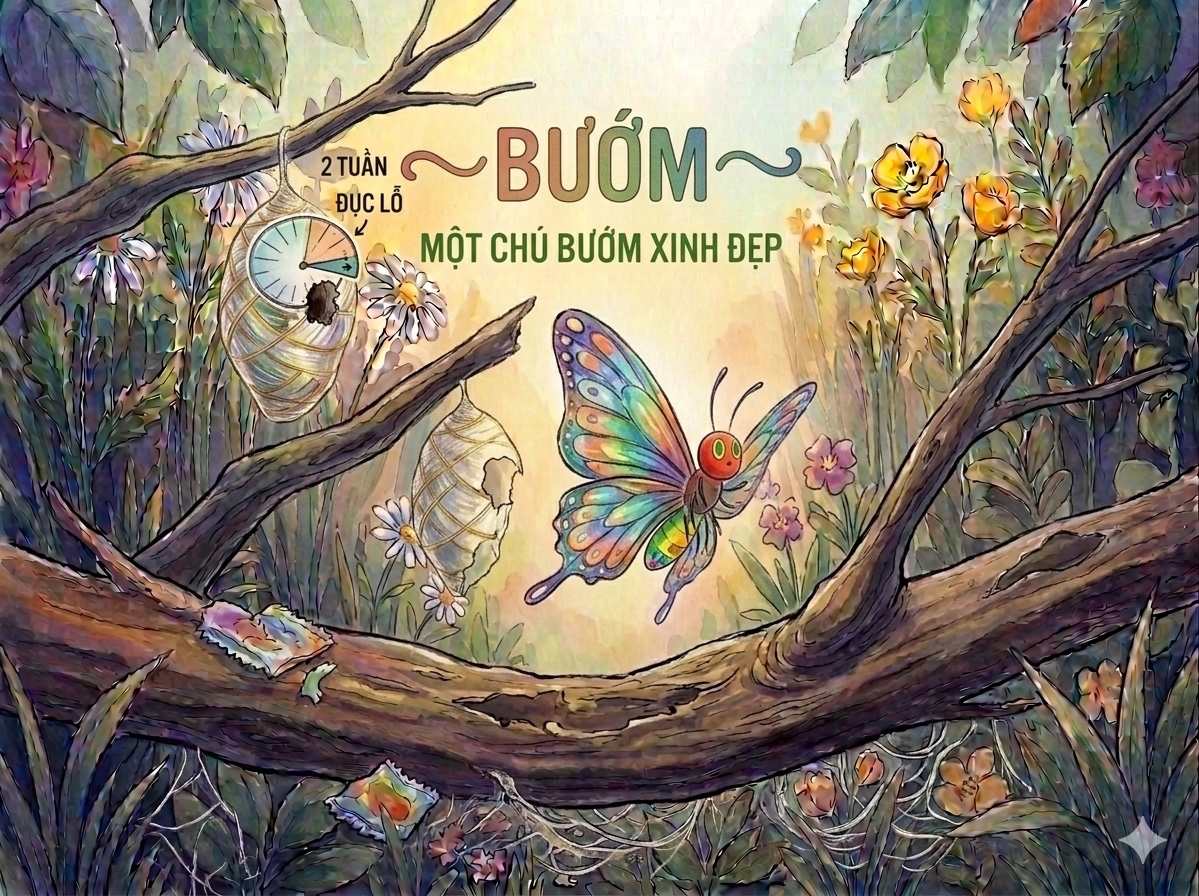 2 TUẦN
ĐỤC LỖ
~BƯỚM~
MỘT CHÚ BƯỚM XINH ĐẸP